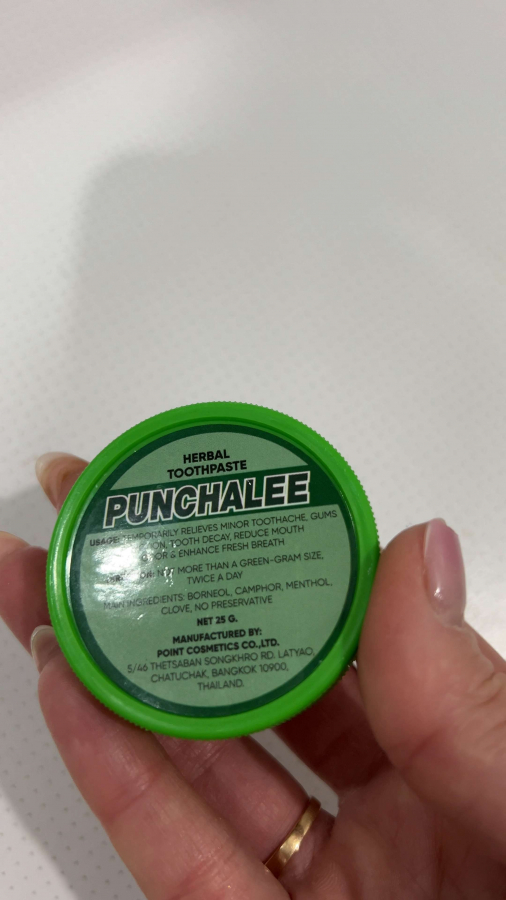 HERBAL
TOOTHPASTE
PUNCHALEE
USAGE: TEMPORARILY RELIEVES MINOR TOOTHACHE, GUMS
TOOTH DECAY, REDUCE MOUTH
& ENHANCE FRESH BREATH
MORE THAN A GREEN-GRAM SIZE,
TWICE A DAY
MAIN INGREDIENTS: BORNEOL, CAMPHOR, MENTHOL,
CLOVE, NO PRESERVATIVE
NET 25 G.
MANUFACTURED BY:
POINT COSMETICS CO.,LTD.
5/46 THETSABAN SONGKHRO RD. LATYAO,
CHATUCHAK, BANGKOK 10900,
THAILAND.